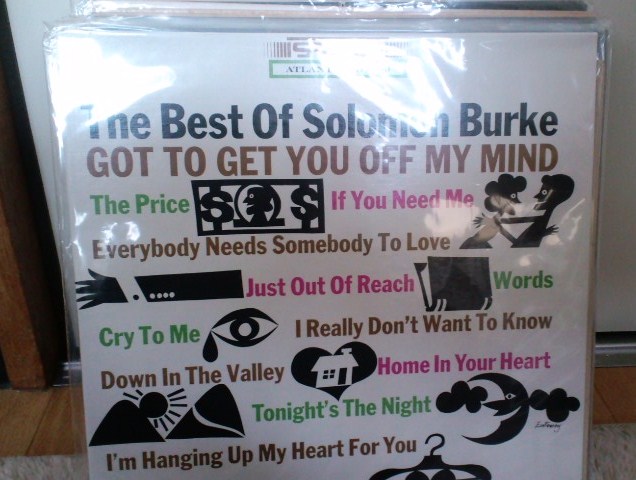 The Best Of Solomon Burke
GOT TO GET YOU OFF MY MIND
The Price $ $ If You Need Me
Everybody Needs Somebody To Love
Just Out Of Reach Words
Cry To Me I Really Don't Want To Know
Down In The Valley Home In Your Heart
Tonight's The Night
I'm Hanging Up My Heart For You